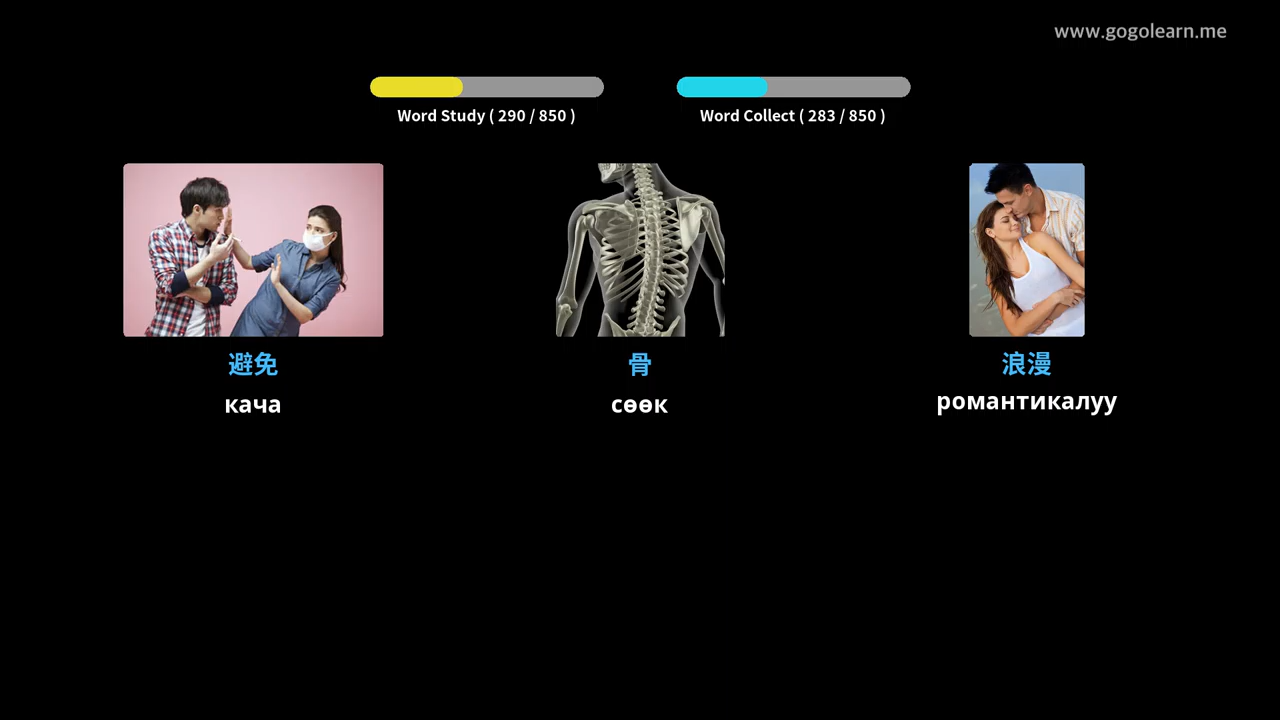 www.gogolearn.me
Word Study ( 290 / 850 )
Word Collect ( 283 / 850 )
避免
骨
浪漫
кача
сөөк
романтикалуу